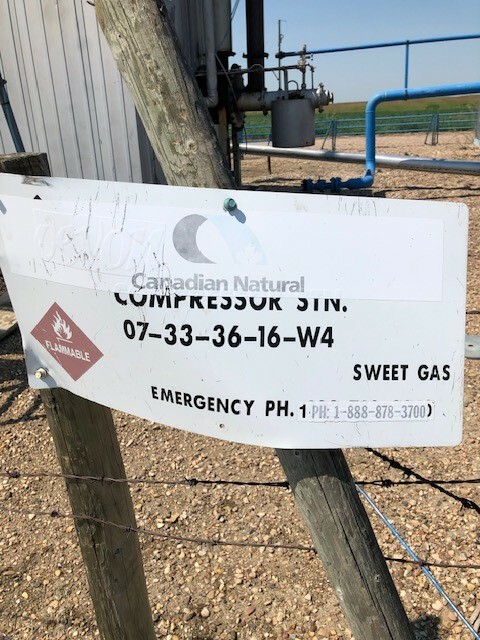 Canadian Natural
COMPRESSOR STN.
07-33-36-16-W4
FLAMMABLE
SWEET GAS
EMERGENCY PH. 1 PH: 1-888-878-3700)